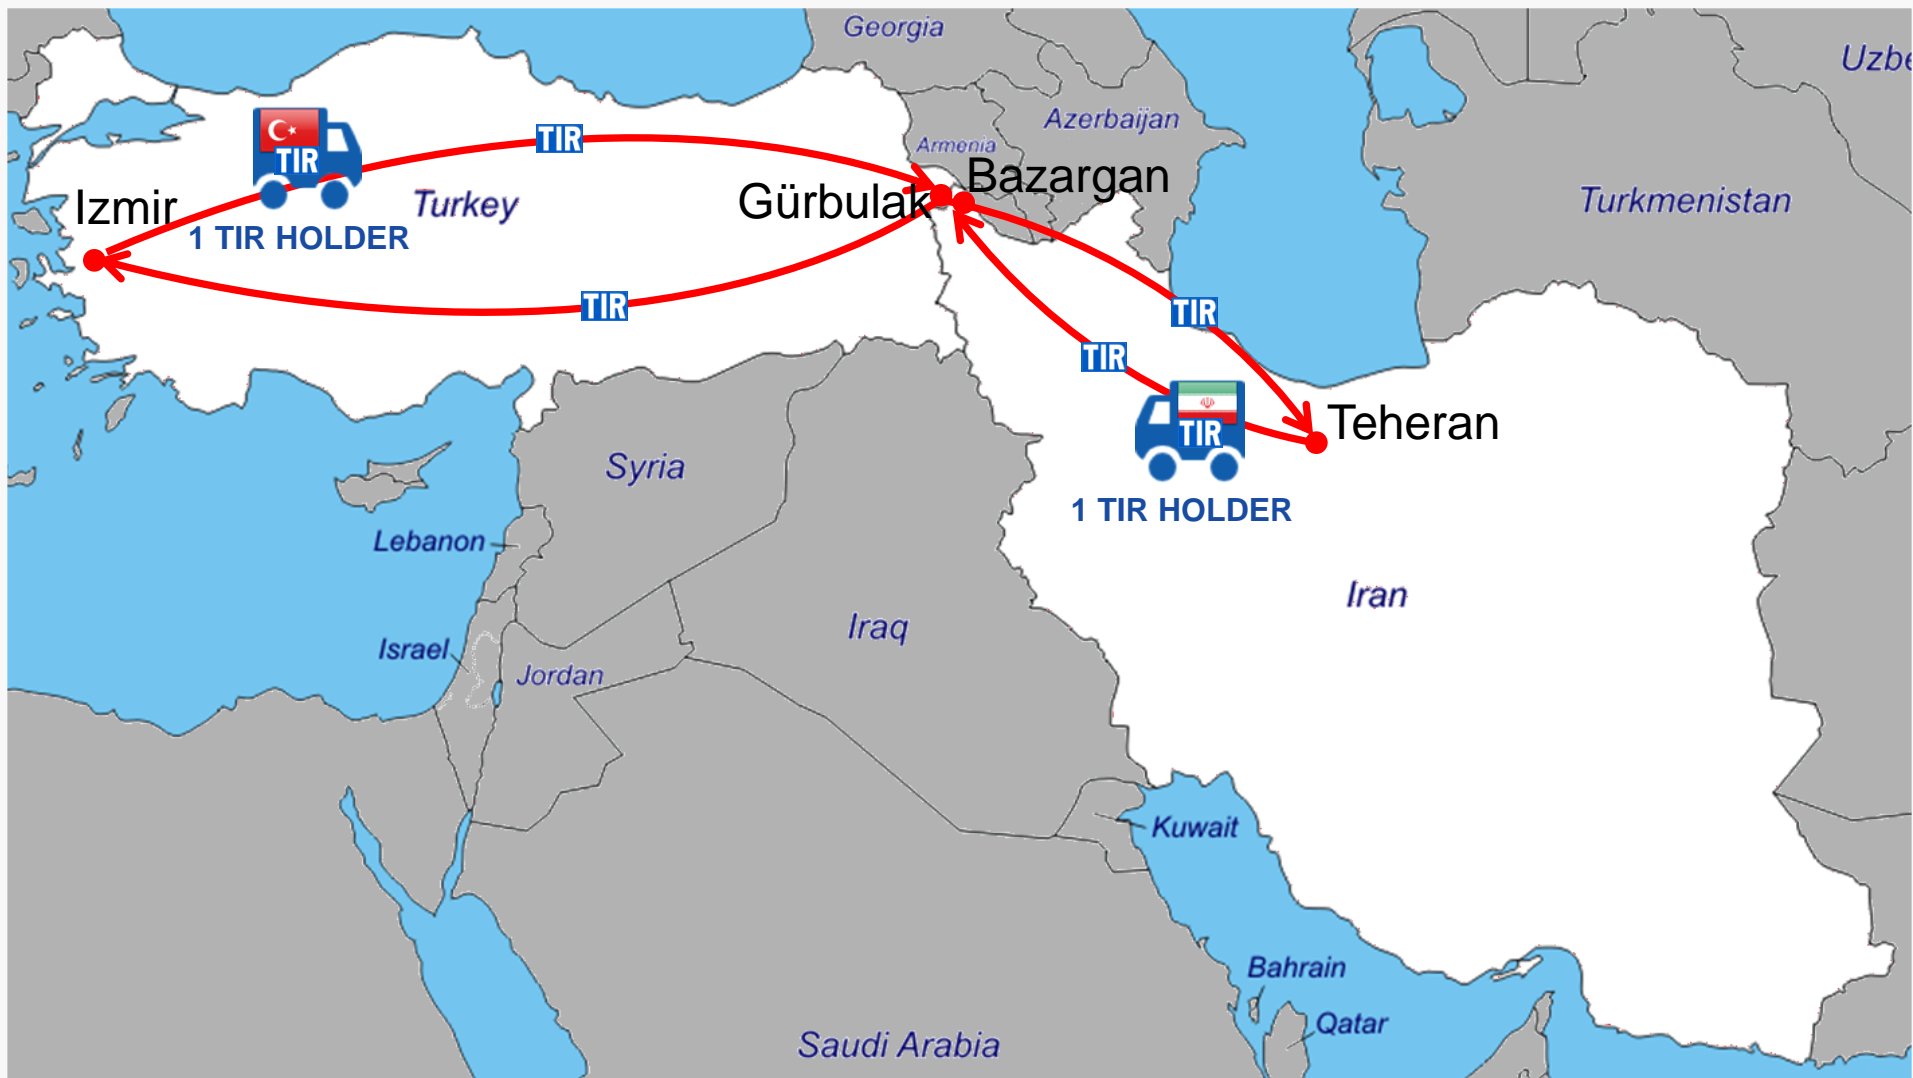 Georgia
Uzbe
TIR
Azerbaijan
TIR
Armenia
Bazargan
Izmir
Turkey
Gürbulak
Turkmenistan
1 TIR HOLDER
TIR
TIR
TIR
Teheran
TIR
Syria
1 TIR HOLDER
Lebanon
Iran
Iraq
Israel
Jordan
Kuwait
Bahrain
Qatar
Saudi Arabia